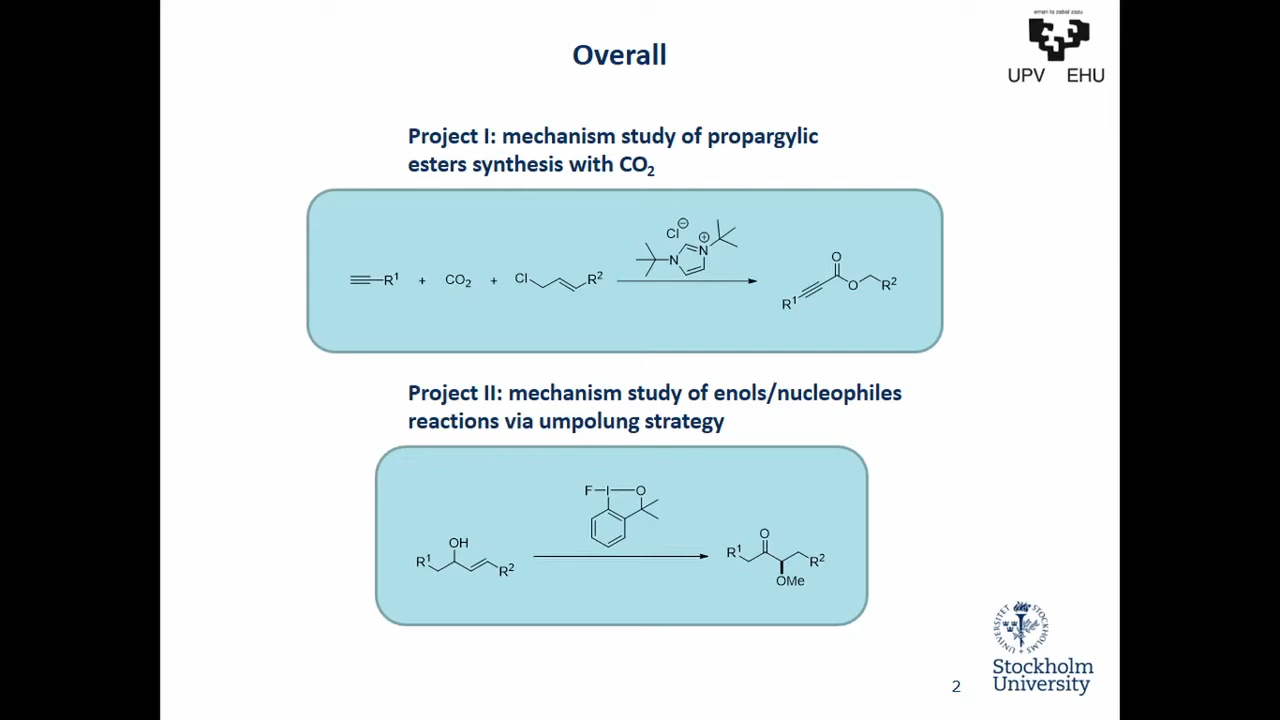 eman ta zabal zazu
UPV EHU
Overall
Project I: mechanism study of propargylic
esters synthesis with CO₂
Cl⊖
N N⊕
≡—R¹ + CO₂ + Cl R² O
R¹ O R²
Project II: mechanism study of enols/nucleophiles
reactions via umpolung strategy
F—I—O
OH O
R¹ R² R¹ R²
OMe
STOCKHOLMS UNIVERSITET
Stockholm
University
2